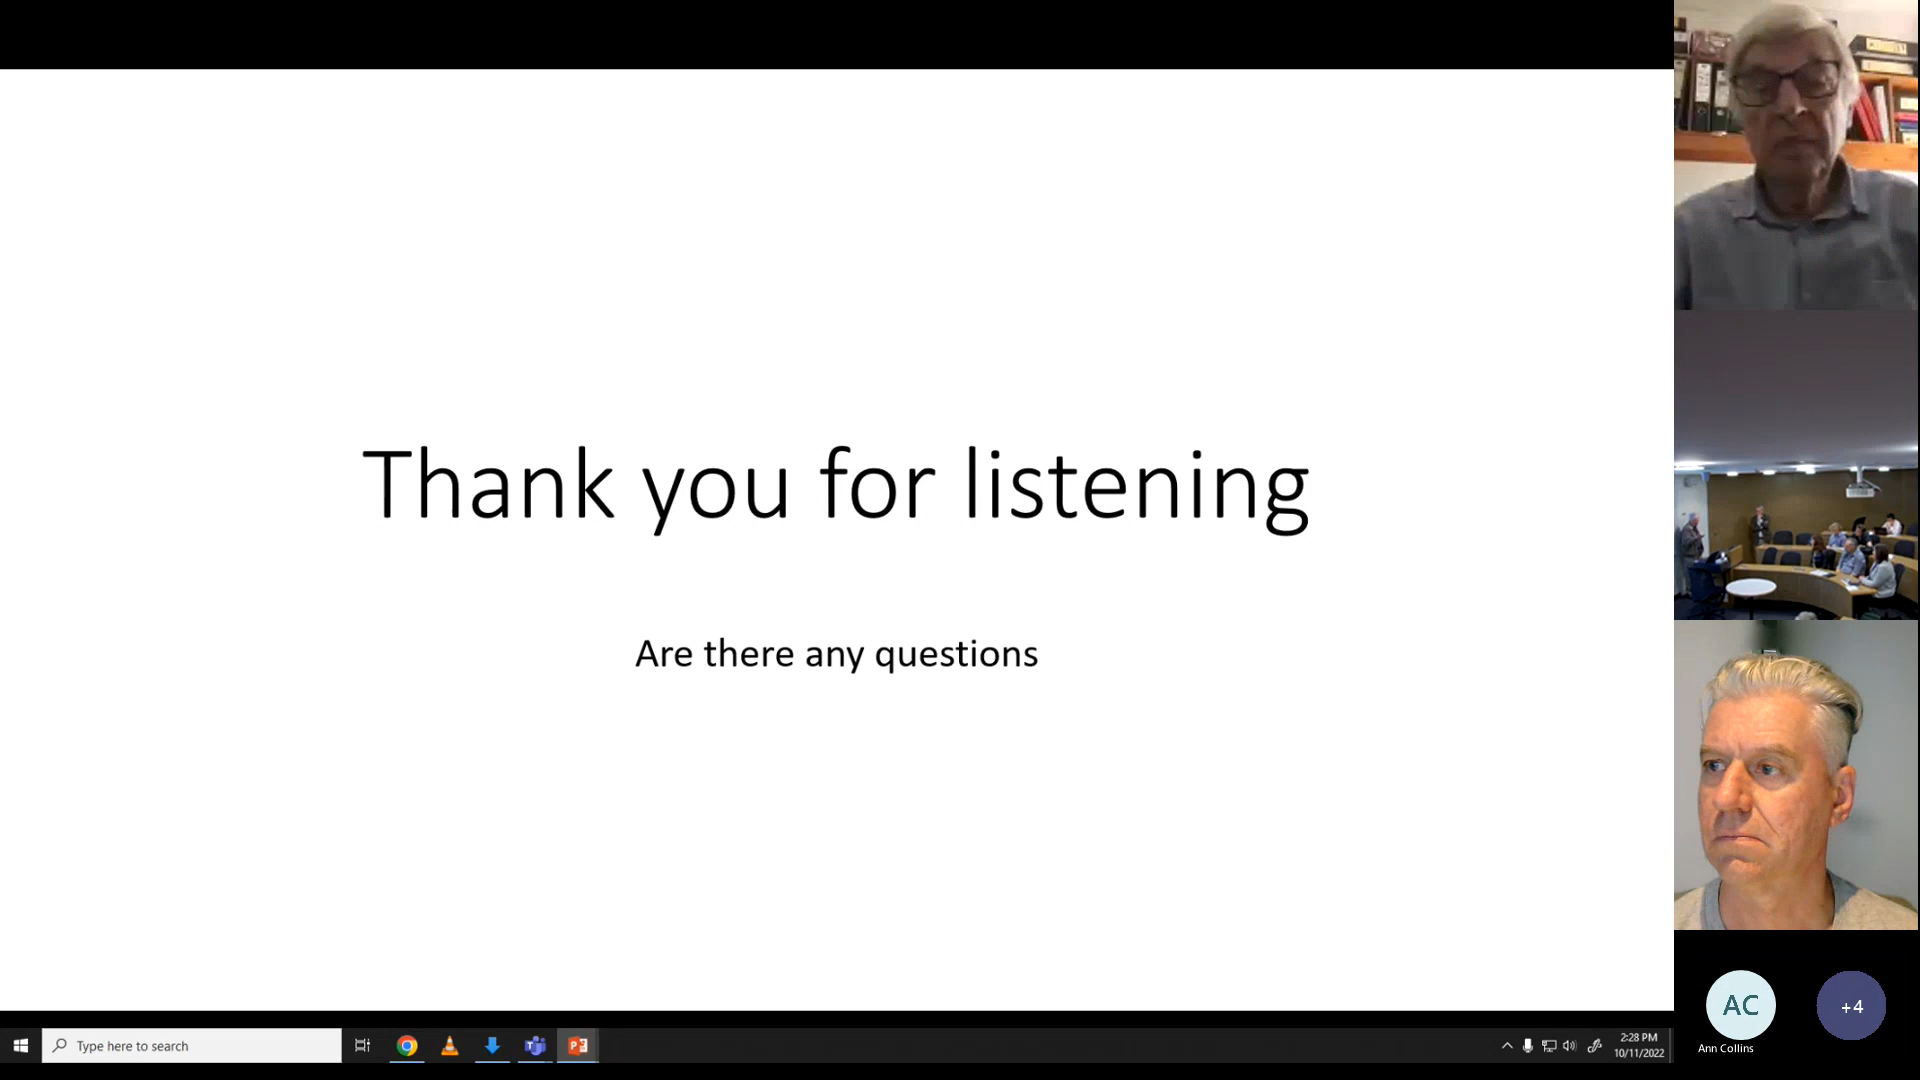 Thank you for listening
Are there any questions
Type here to search
2:28 PM
10/11/2022
AC
+4
Ann Collins